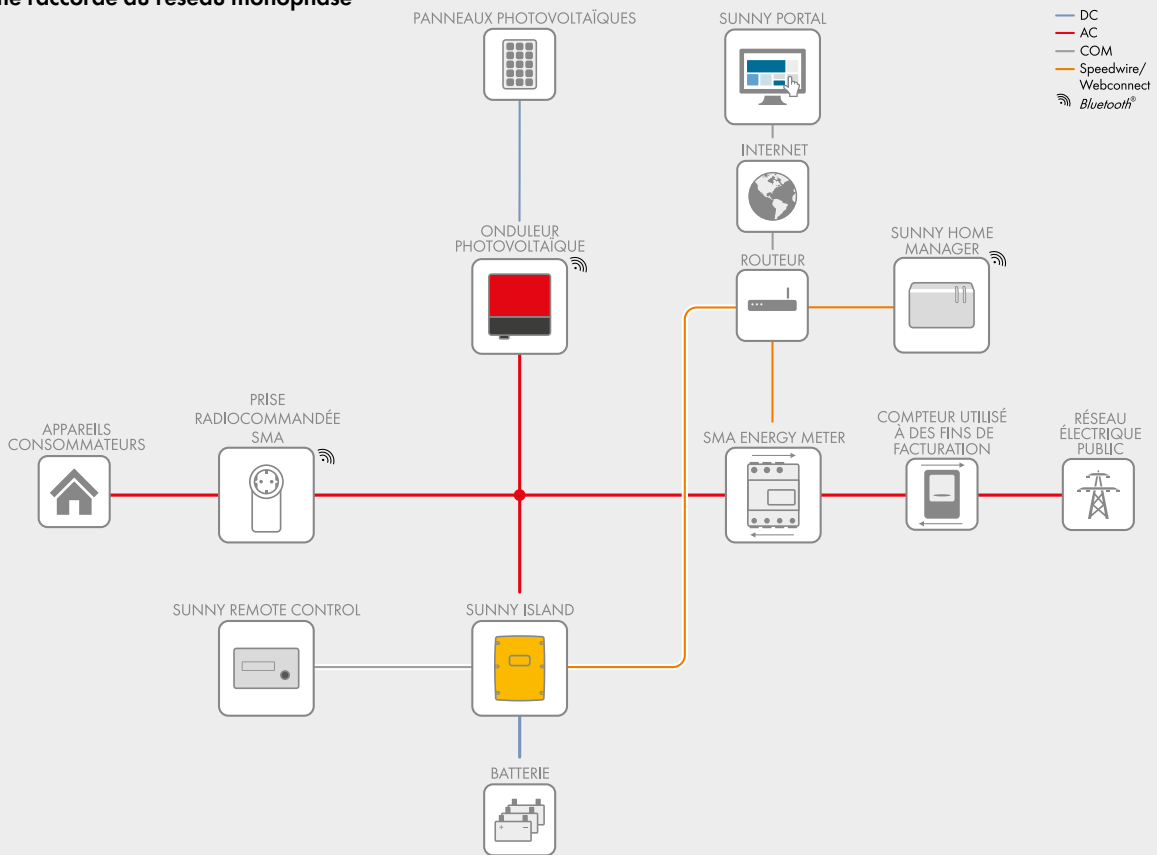 raccordé au réseau monophasé
PANNEAUX PHOTOVOLTAÏQUES
SUNNY PORTAL
DC
AC
COM
Speedwire/
Webconnect
Bluetooth®
INTERNET
ONDULEUR
PHOTOVOLTAÏQUE
SUNNY HOME
MANAGER
ROUTEUR
PRISE
RADIOCOMMANDÉE
SMA
APPAREILS
CONSOMMATEURS
SMA ENERGY METER
COMPTEUR UTILISÉ
À DES FINS DE
FACTURATION
RÉSEAU
ÉLECTRIQUE
PUBLIC
SUNNY REMOTE CONTROL
SUNNY ISLAND
BATTERIE
+ −